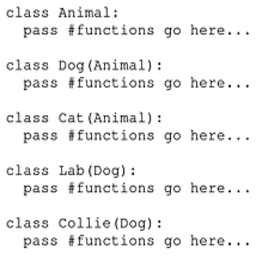 class Animal:
  pass #functions go here...

class Dog(Animal):
  pass #functions go here...

class Cat(Animal):
  pass #functions go here...

class Lab(Dog):
  pass #functions go here...

class Collie(Dog):
  pass #functions go here...